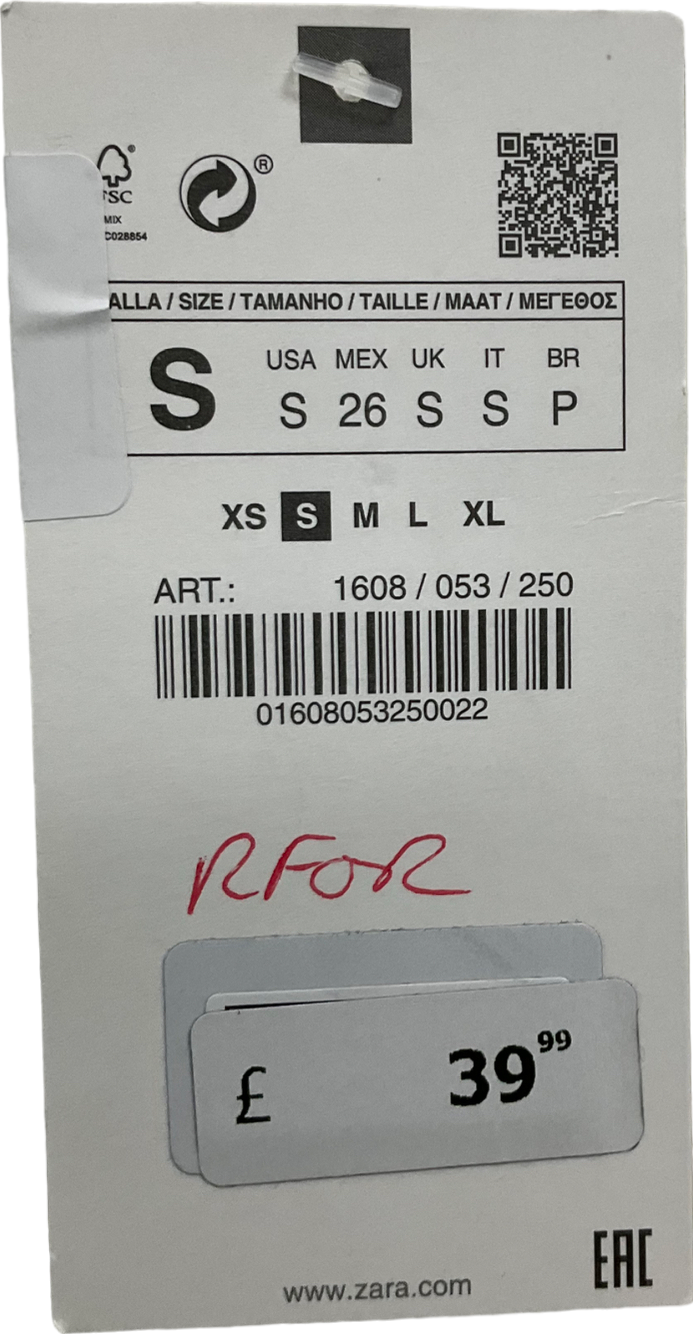 ®
FSC
MIX
C028854
®
TALLA / SIZE / TAMANHO / TAILLE / MAAT / ΜΕΓΕΘΟΣ
S USA MEX UK IT BR
S 26 S S P
XS S M L XL
ART.: 1608 / 053 / 250
01608053250022
RFOR
£ 39 99
EAC
www.zara.com